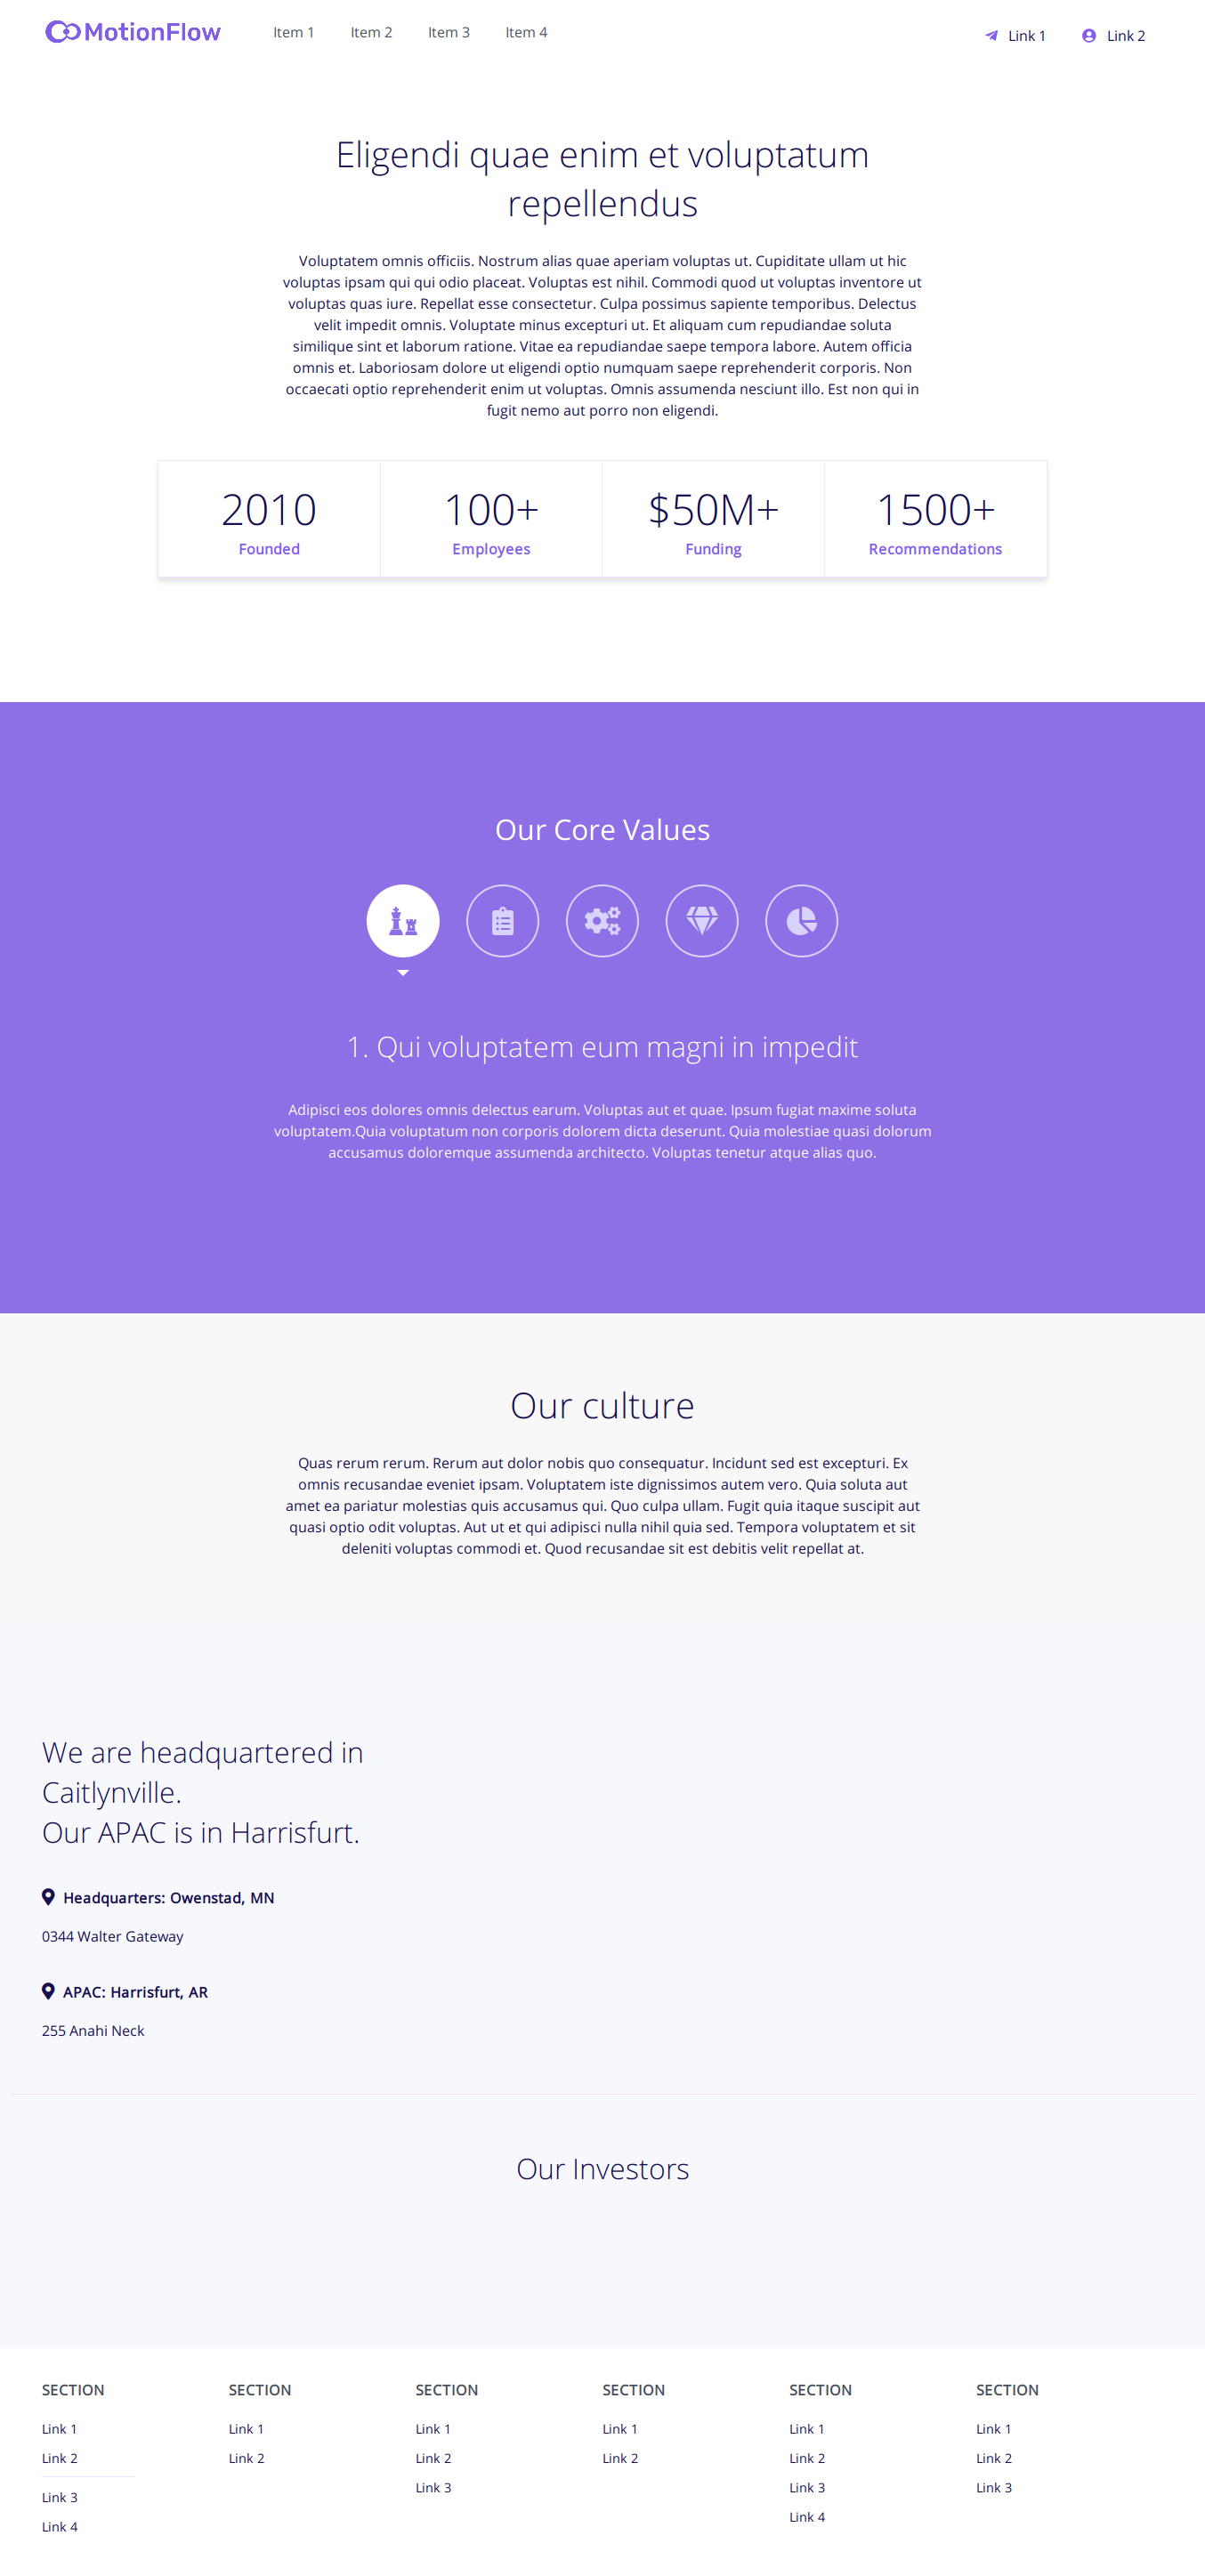 MotionFlow
Item 1
Item 2
Item 3
Item 4
Link 1
Link 2
Eligendi quae enim et voluptatum
repellendus
Voluptatem omnis officiis. Nostrum alias quae aperiam voluptas ut. Cupiditate ullam ut hic
voluptas ipsam qui qui odio placeat. Voluptas est nihil. Commodi quod ut voluptas inventore ut
voluptas quas iure. Repellat esse consectetur. Culpa possimus sapiente temporibus. Delectus
velit impedit omnis. Voluptate minus excepturi ut. Et aliquam cum repudiandae soluta
similique sint et laborum ratione. Vitae ea repudiandae saepe tempora labore. Autem officia
omnis et. Laboriosam dolore ut eligendi optio numquam saepe reprehenderit corporis. Non
occaecati optio reprehenderit enim ut voluptas. Omnis assumenda nesciunt illo. Est non qui in
fugit nemo aut porro non eligendi.
2010
Founded
100+
Employees
$50M+
Funding
1500+
Recommendations
Our Core Values
1. Qui voluptatem eum magni in impedit
Adipisci eos dolores omnis delectus earum. Voluptas aut et quae. Ipsum fugiat maxime soluta
voluptatem.Quia voluptatum non corporis dolorem dicta deserunt. Quia molestiae quasi dolorum
accusamus doloremque assumenda architecto. Voluptas tenetur atque alias quo.
Our culture
Quas rerum rerum. Rerum aut dolor nobis quo consequatur. Incidunt sed est excepturi. Ex
omnis recusandae eveniet ipsam. Voluptatem iste dignissimos autem vero. Quia soluta aut
amet ea pariatur molestias quis accusamus qui. Quo culpa ullam. Fugit quia itaque suscipit aut
quasi optio odit voluptas. Aut ut et qui adipisci nulla nihil quia sed. Tempora voluptatem et sit
deleniti voluptas commodi et. Quod recusandae sit est debitis velit repellat at.
We are headquartered in
Caitlynville.
Our APAC is in Harrisfurt.
Headquarters: Owenstad, MN
0344 Walter Gateway
APAC: Harrisfurt, AR
255 Anahi Neck
Our Investors
SECTION
Link 1
Link 2
Link 3
Link 4
SECTION
Link 1
Link 2
SECTION
Link 1
Link 2
Link 3
SECTION
Link 1
Link 2
SECTION
Link 1
Link 2
Link 3
Link 4
SECTION
Link 1
Link 2
Link 3